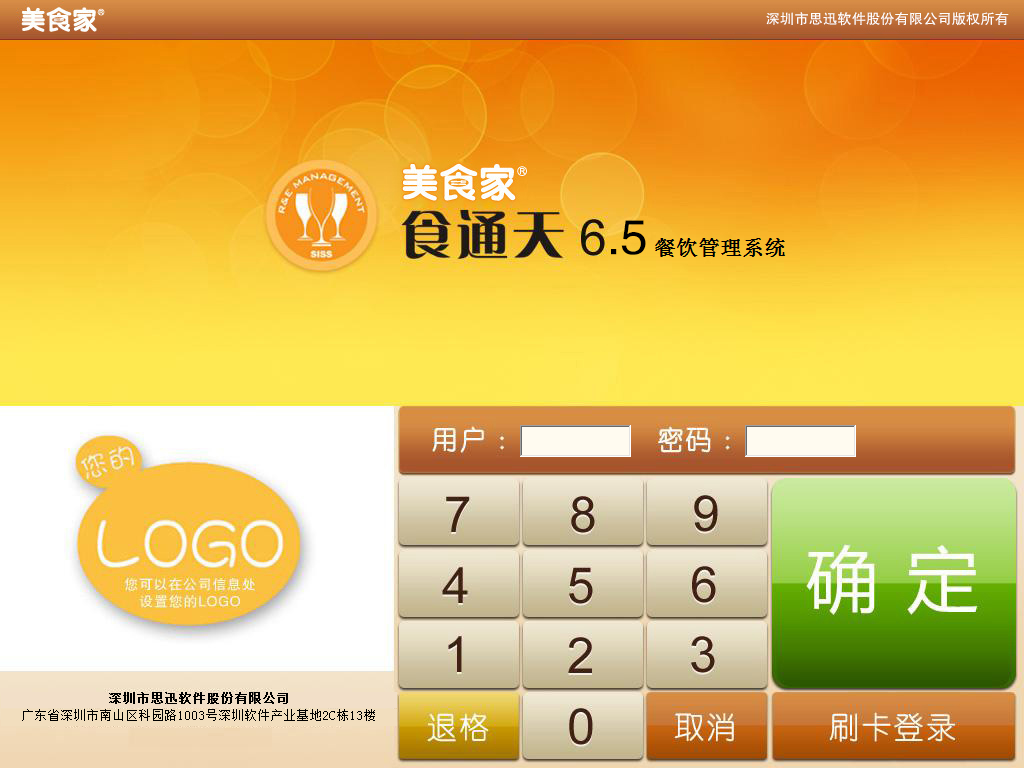 美食家®
深圳市思迅软件股份有限公司版权所有
R&E MANAGEMENT
SISS
美食家®
食通天 6.5 餐饮管理系统
您的
LOGO
您可以在公司信息处
设置您的LOGO
深圳市思迅软件股份有限公司
广东省深圳市南山区科园路1003号深圳软件产业基地2C栋13楼
用户： 密码：
7 8 9
4 5 6
确定
1 2 3
退格 0 取消 刷卡登录